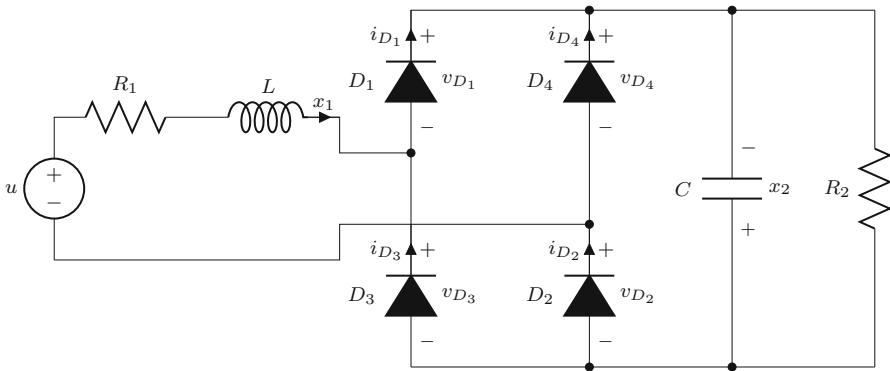 i_{D_1} +
i_{D_4} +
D_1 v_{D_1}
D_4 v_{D_4}
R_1
L
x_1
−
−
u + −
−
C x_2
+
R_2
i_{D_3} +
i_{D_2} +
D_3 v_{D_3}
D_2 v_{D_2}
−
−